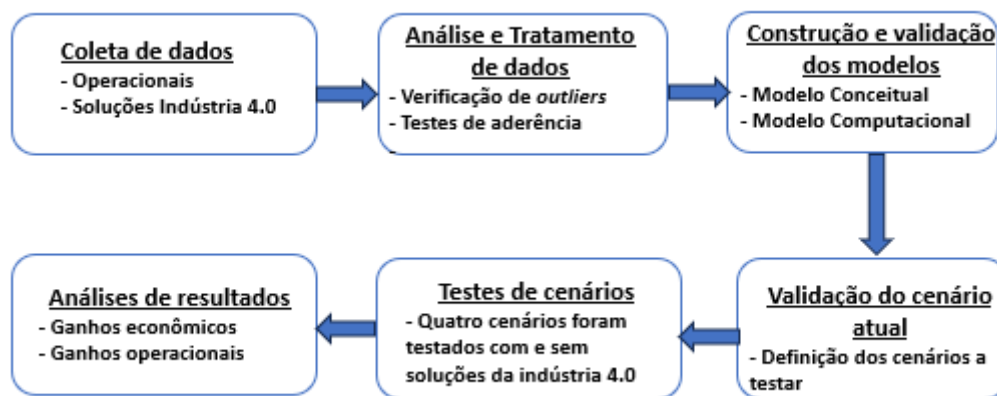 Coleta de dados
- Operacionais
- Soluções Indústria 4.0
Análise e Tratamento
de dados
- Verificação de outliers
- Testes de aderência
-
Construção e validação
dos modelos
- Modelo Conceitual
- Modelo Computacional
Validação do cenário
atual
- Definição dos cenários a
testar
Testes de cenários
- Quatro cenários foram
testados com e sem
soluções da indústria 4.0
Análises de resultados
- Ganhos econômicos
- Ganhos operacionais